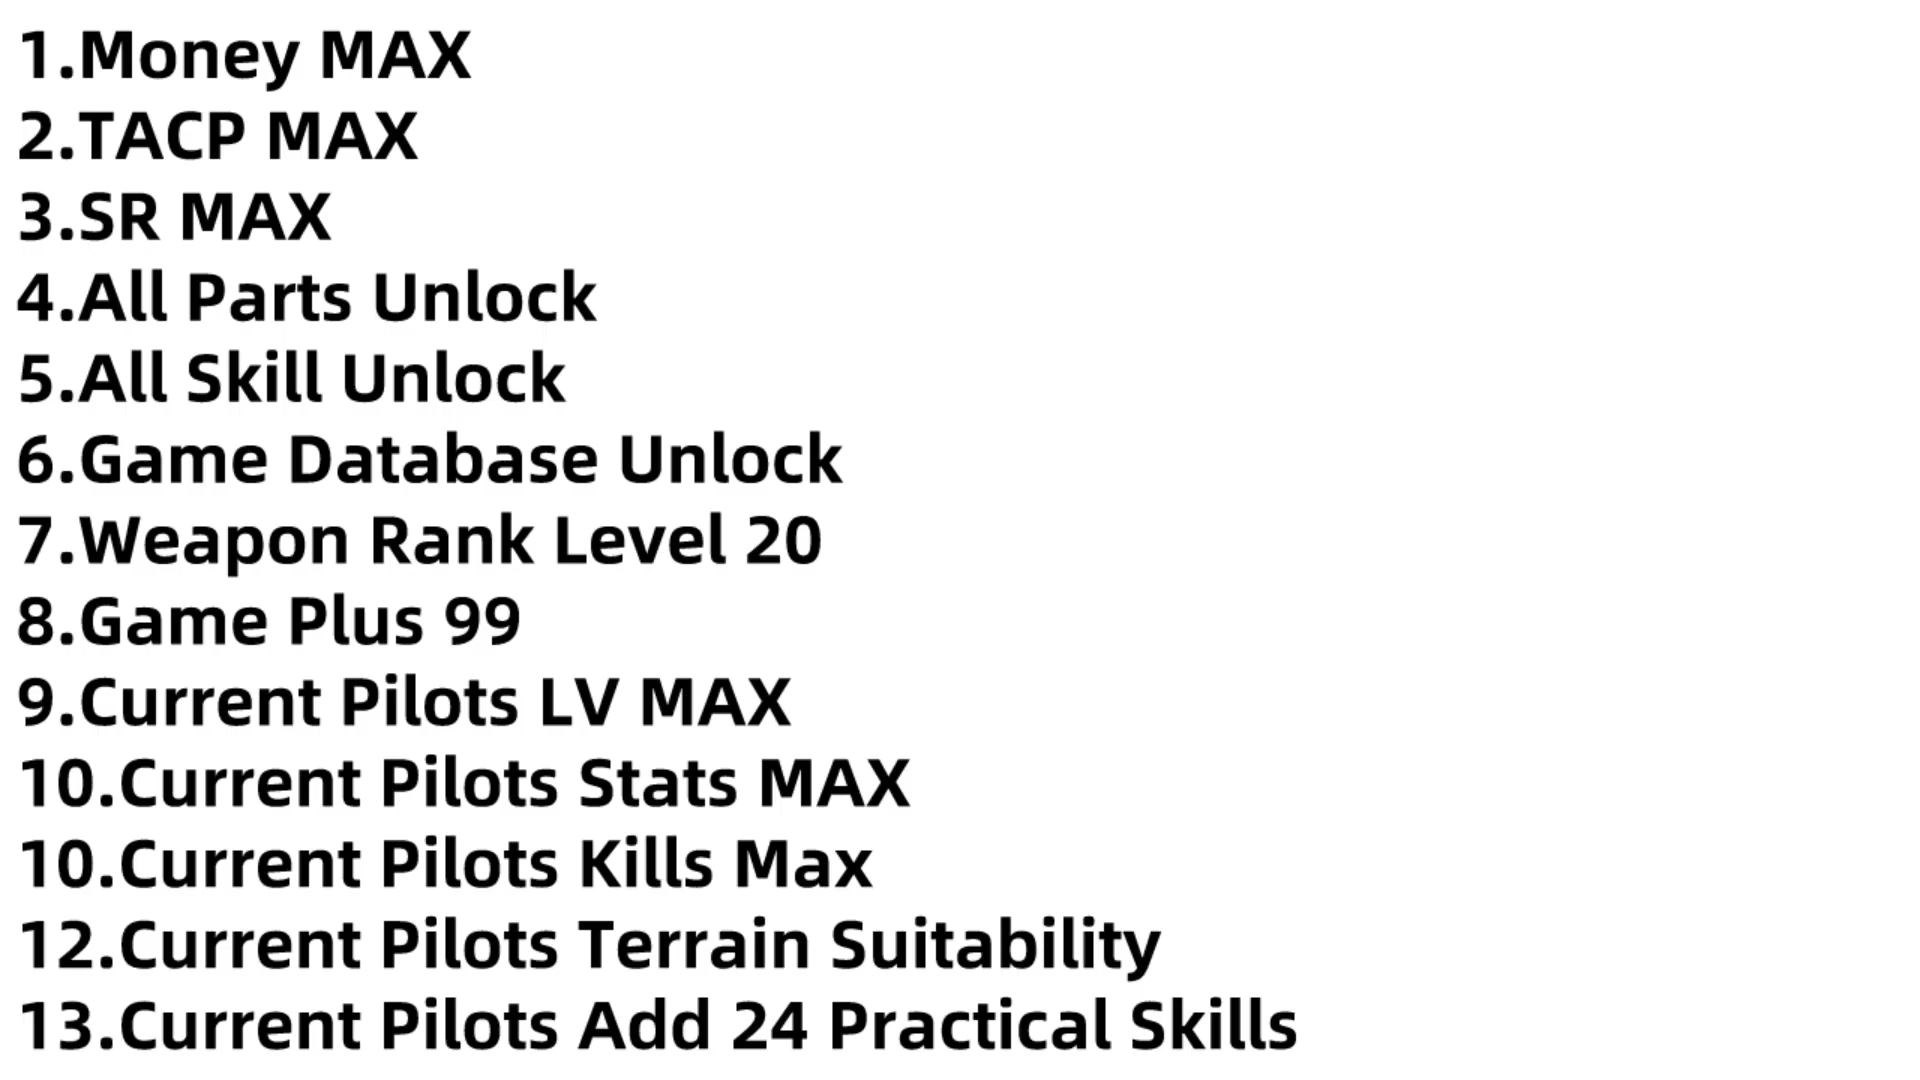 1.Money MAX
2.TACP MAX
3.SR MAX
4.All Parts Unlock
5.All Skill Unlock
6.Game Database Unlock
7.Weapon Rank Level 20
8.Game Plus 99
9.Current Pilots LV MAX
10.Current Pilots Stats MAX
10.Current Pilots Kills Max
12.Current Pilots Terrain Suitability
13.Current Pilots Add 24 Practical Skills